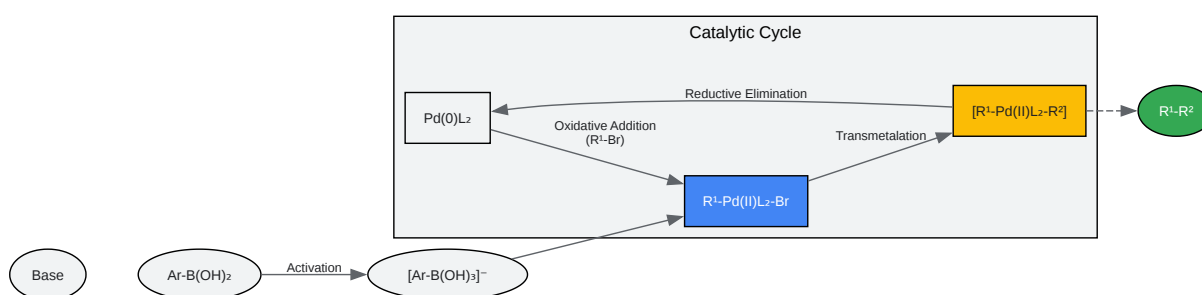 Catalytic Cycle
Reductive Elimination
Pd(0)L₂
Oxidative Addition
(R¹-Br)
Transmetalation
[R¹-Pd(II)L₂-R²]
R¹-R²
R¹-Pd(II)L₂-Br
Base
Ar-B(OH)₂
Activation
[Ar-B(OH)₃]⁻